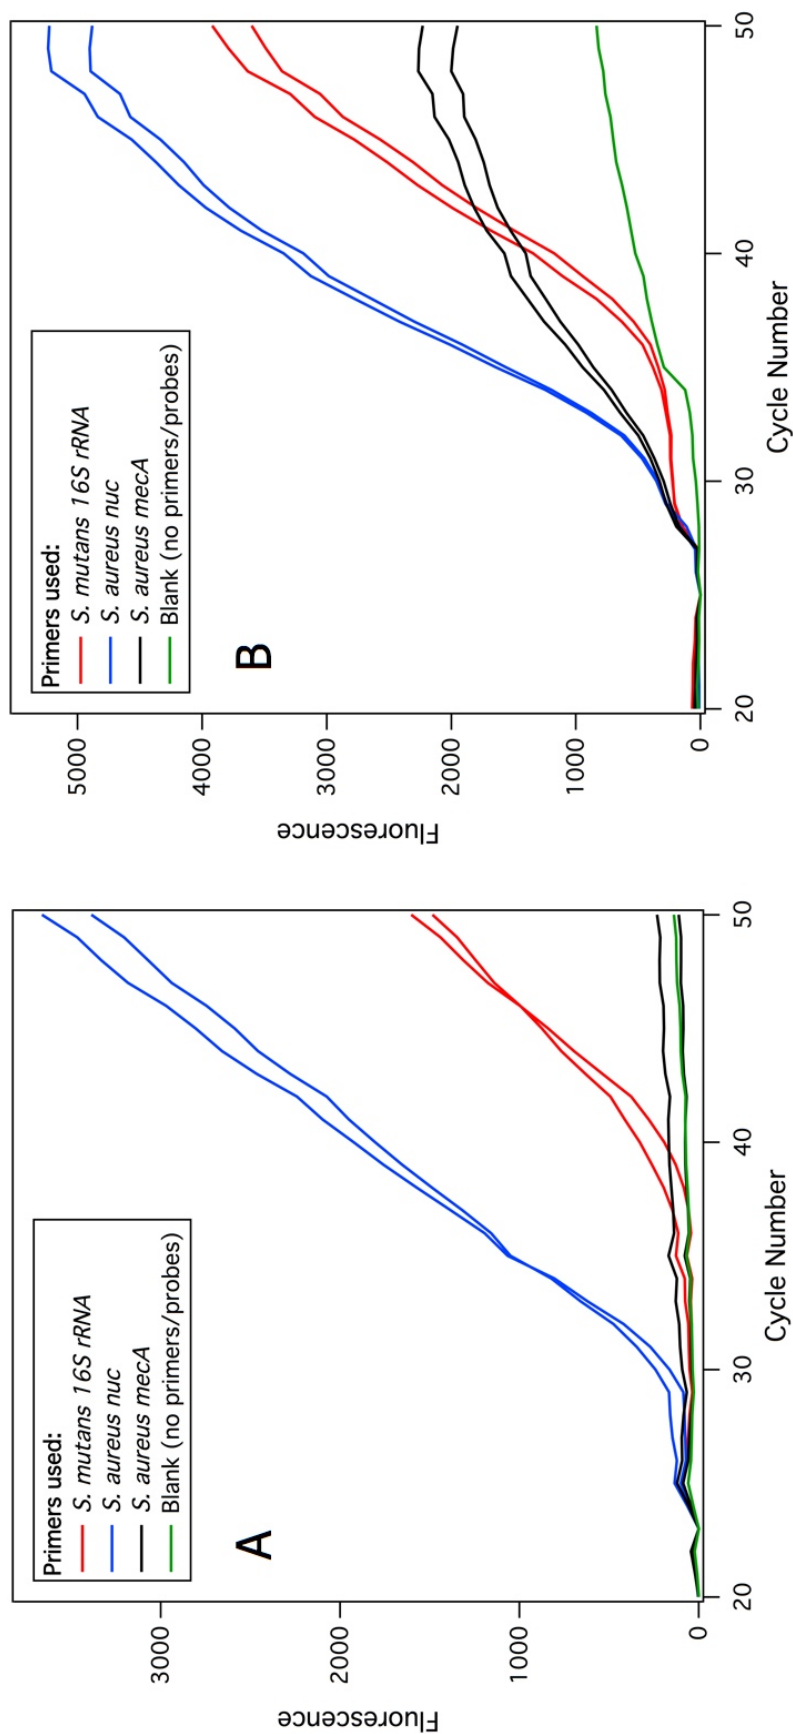 Fluorescence
3000
2000
1000
0
20
30
40
50
Cycle Number
A
Primers used:
S. mutans 16S rRNA
S. aureus nuc
S. aureus mecA
Blank (no primers/probes)
Fluorescence
5000
4000
3000
2000
1000
0
20
30
40
50
Cycle Number
B
Primers used:
S. mutans 16S rRNA
S. aureus nuc
S. aureus mecA
Blank (no primers/probes)